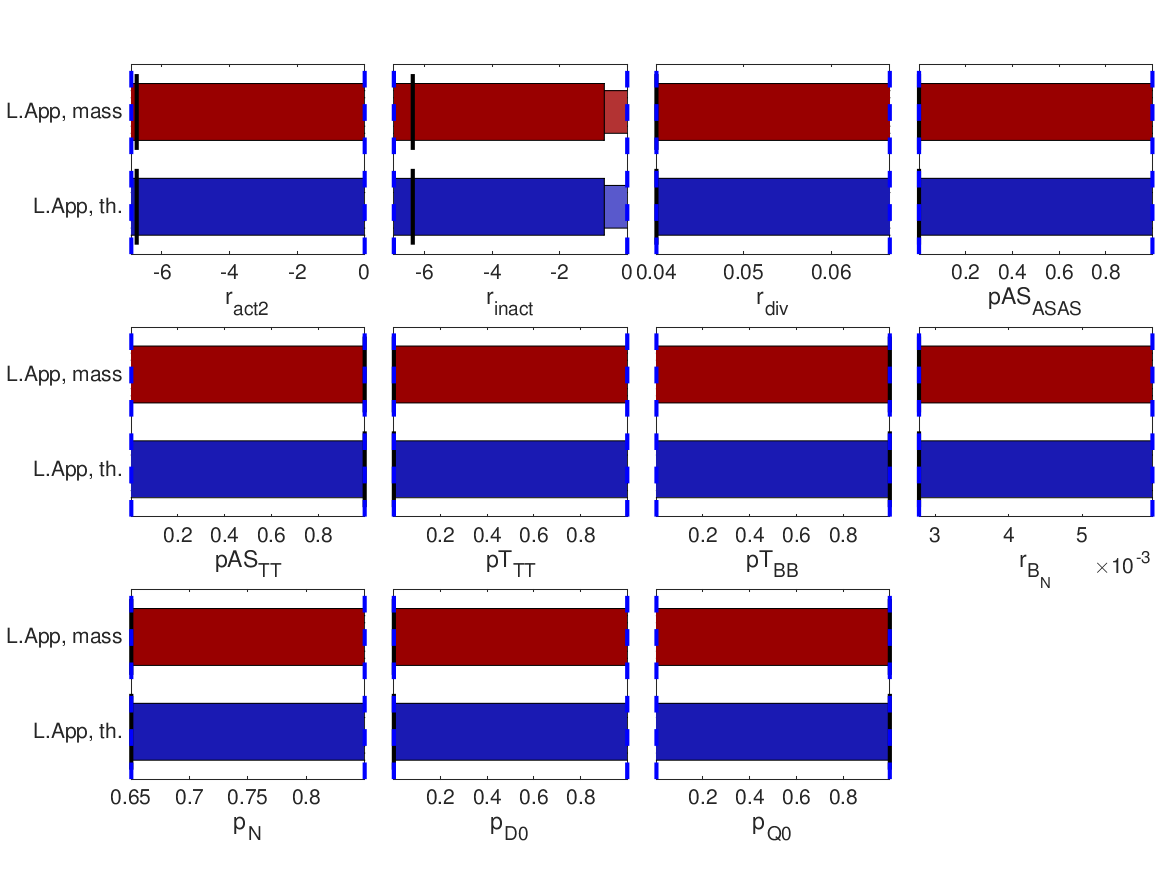 L.App, mass
L.App, th.
-6 -4 -2 0
r_act2
-6 -4 -2 0
r_inact
0.04 0.05 0.06
r_div
0.2 0.4 0.6 0.8
pAS_ASAS
L.App, mass
L.App, th.
0.2 0.4 0.6 0.8
pAS_TT
0.2 0.4 0.6 0.8
pT_TT
0.2 0.4 0.6 0.8
pT_BB
3 4 5
×10^-3
r_B_N
L.App, mass
L.App, th.
0.65 0.7 0.75 0.8
p_N
0.2 0.4 0.6 0.8
p_D0
0.2 0.4 0.6 0.8
p_Q0